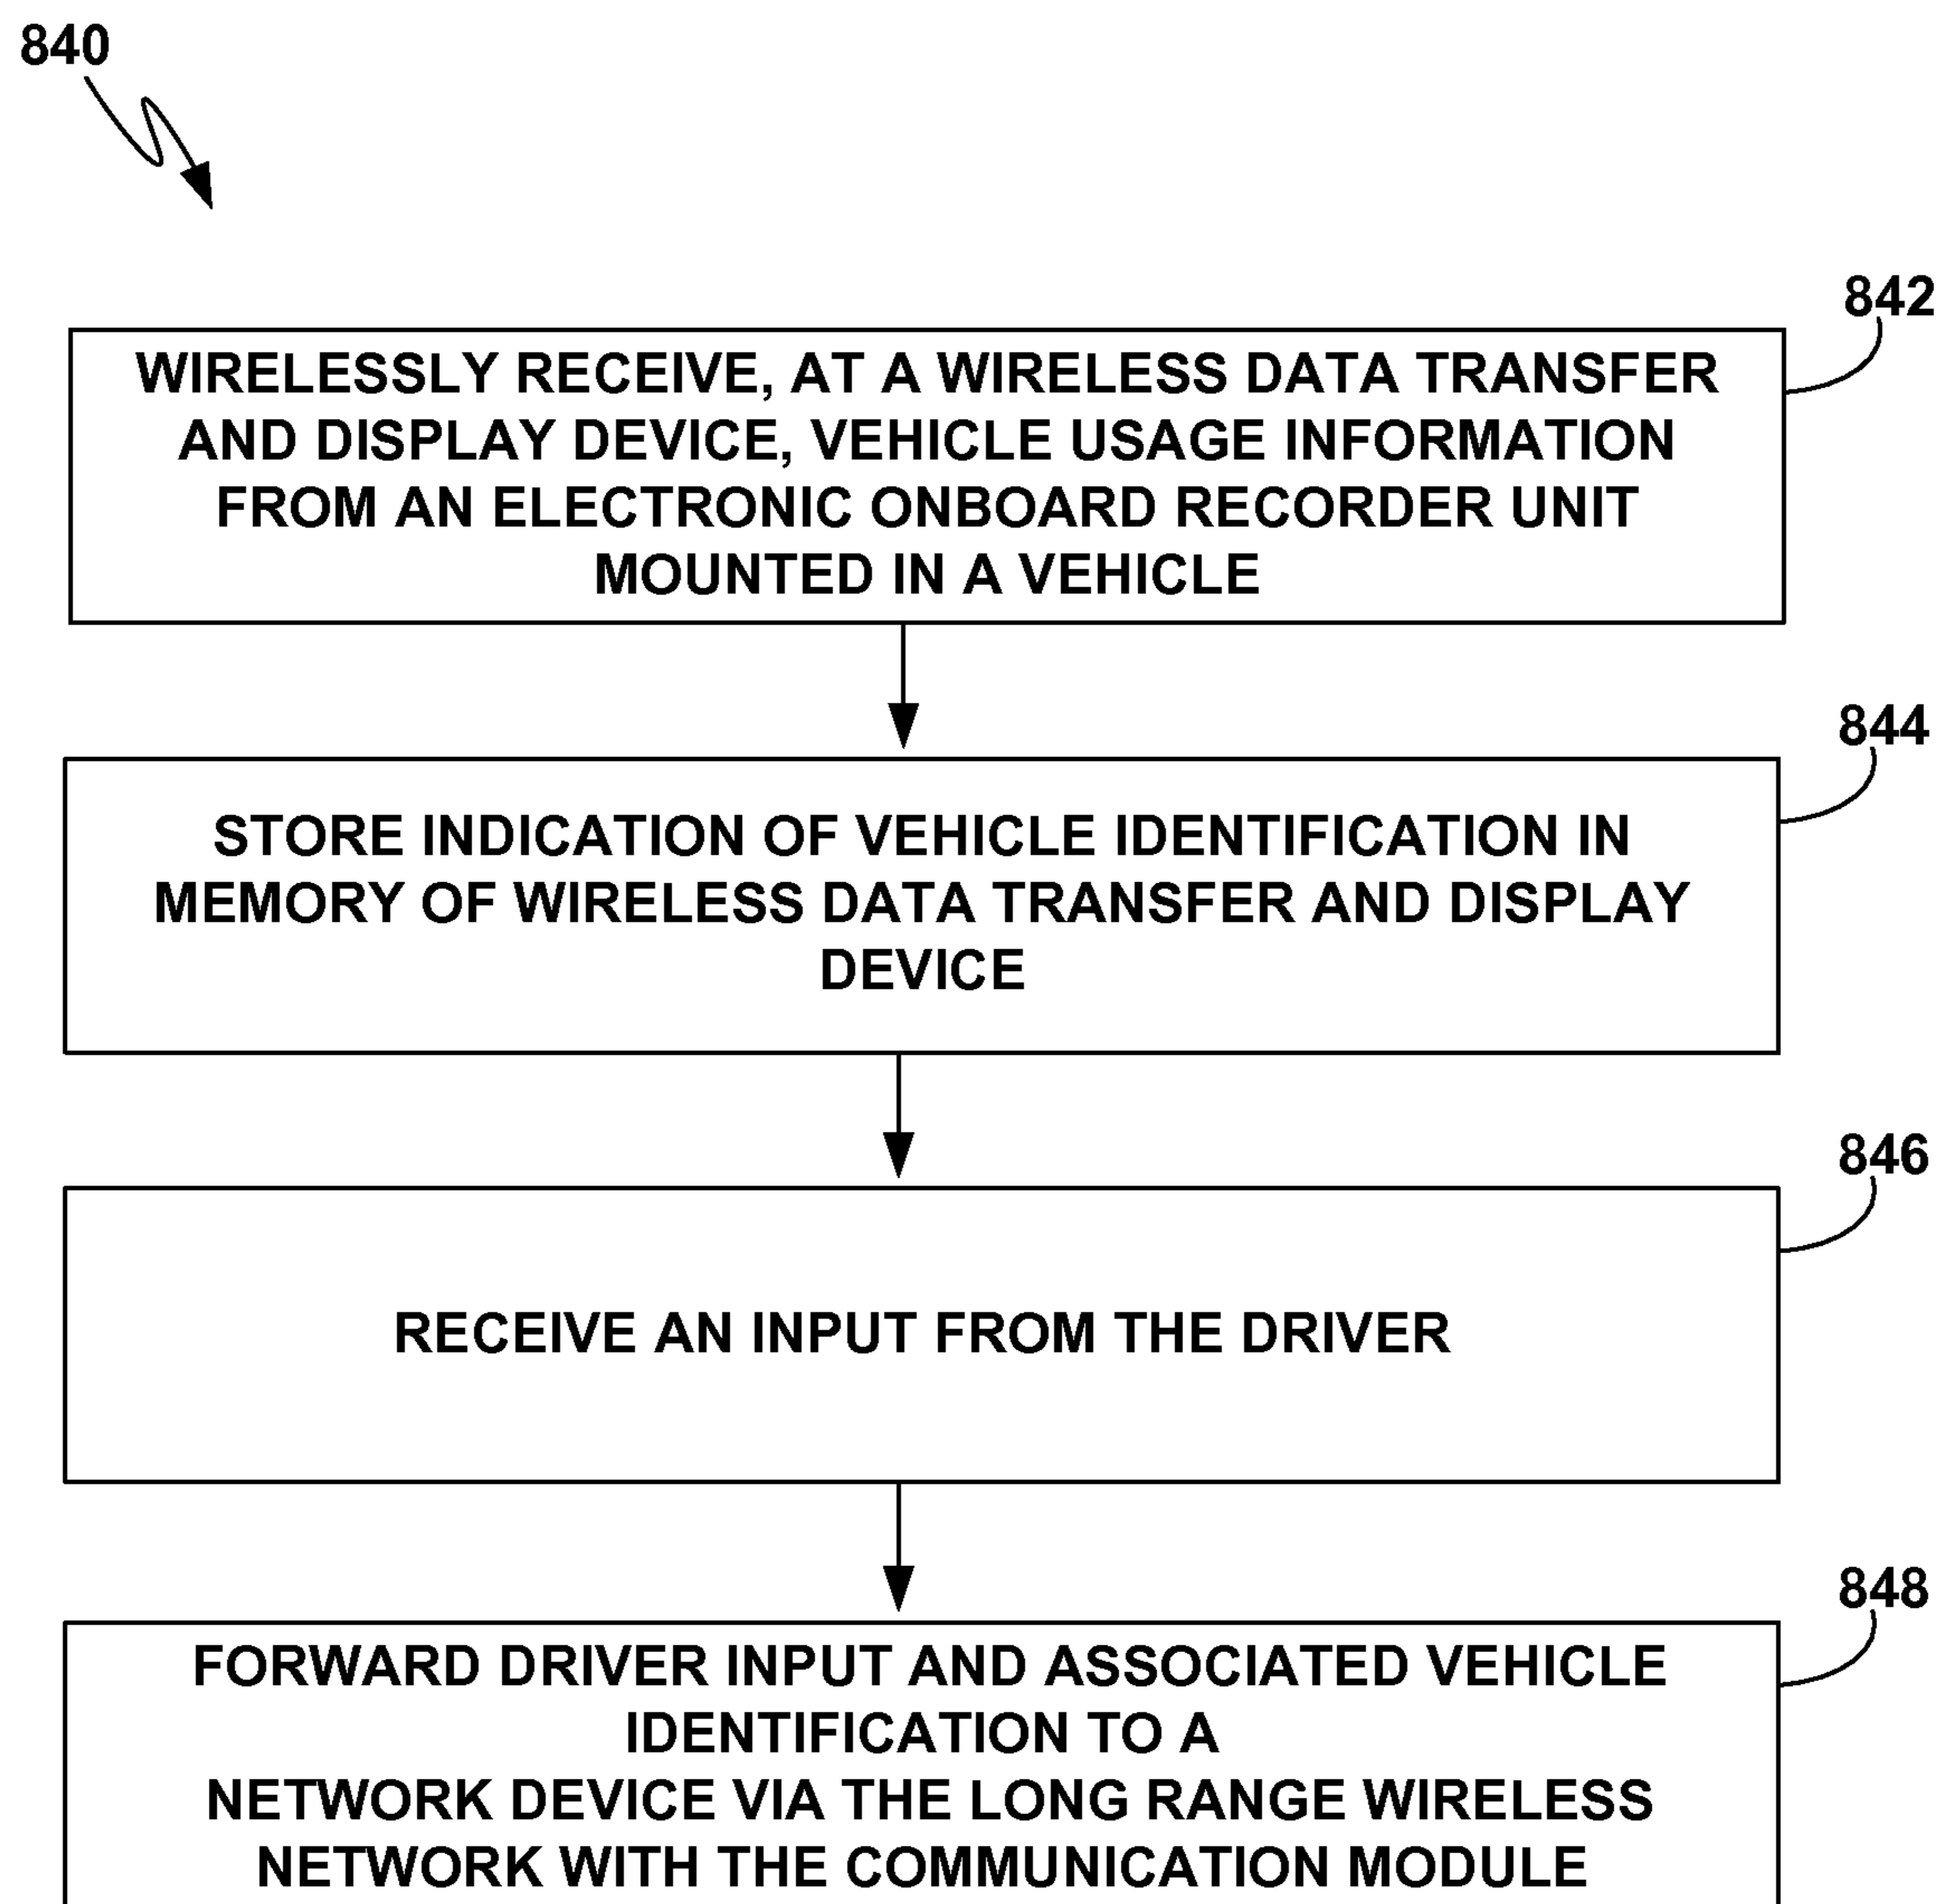 840
842
WIRELESSLY RECEIVE, AT A WIRELESS DATA TRANSFER
AND DISPLAY DEVICE, VEHICLE USAGE INFORMATION
FROM AN ELECTRONIC ONBOARD RECORDER UNIT
MOUNTED IN A VEHICLE
844
STORE INDICATION OF VEHICLE IDENTIFICATION IN
MEMORY OF WIRELESS DATA TRANSFER AND DISPLAY
DEVICE
846
RECEIVE AN INPUT FROM THE DRIVER
848
FORWARD DRIVER INPUT AND ASSOCIATED VEHICLE
IDENTIFICATION TO A
NETWORK DEVICE VIA THE LONG RANGE WIRELESS
NETWORK WITH THE COMMUNICATION MODULE